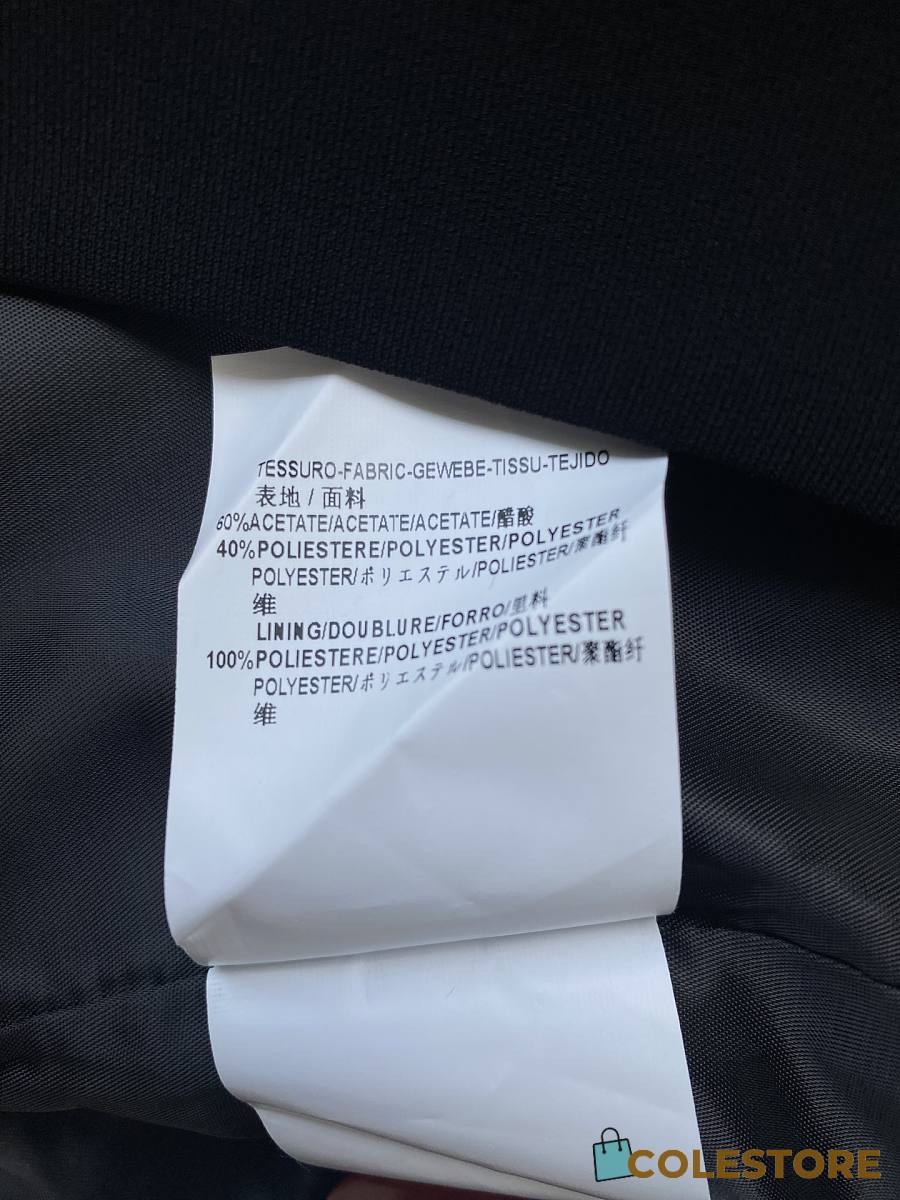 TESSURO-FABRIC-GEWEBE-TISSU-TEJIDO
表地 / 面料
60%ACETATE/ACETATE/ACETATE/醋酸
40%POLIESTERE/POLYESTER/POLYESTER
POLYESTER/ポリエステル/POLIESTER/聚酯纤
维
LINING/DOUBLURE/FORRO/里料
100%POLIESTERE/POLYESTER/POLYESTER
POLYESTER/ポリエステル/POLIESTER/聚酯纤
维
COLESTORE